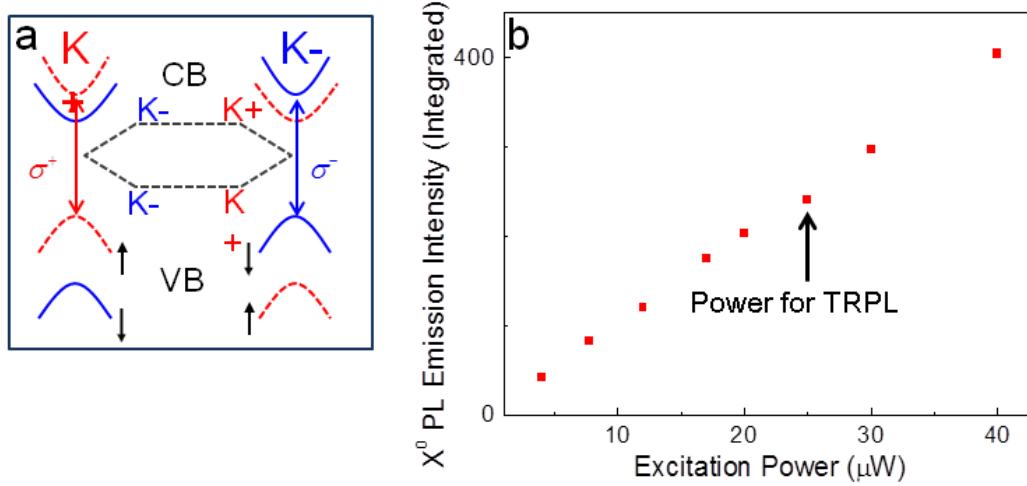 a
K
+
K-
CB
K-
K+
σ⁺
σ⁻
K-
K
+
VB
b
X⁰ PL Emission Intensity (Integrated)
400
0
Power for TRPL
10
20
30
40
Excitation Power (μW)